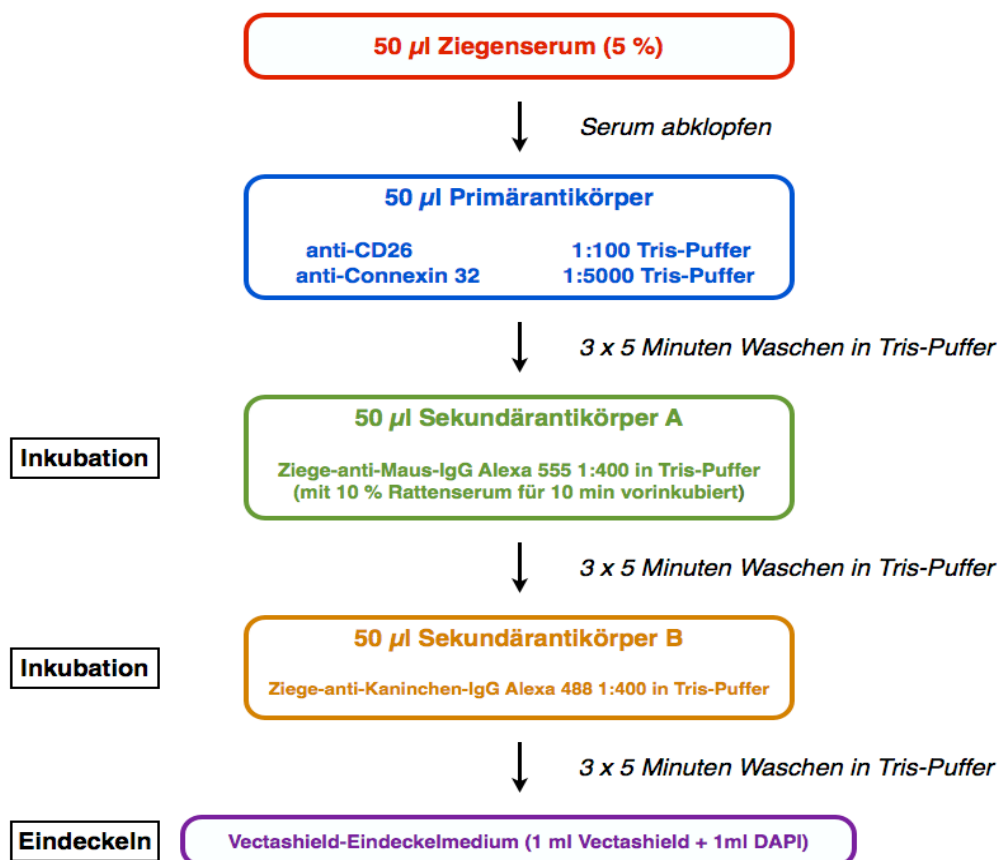 50 µl Ziegenserum (5 %)
Serum abklopfen
50 µl Primärantikörper
anti-CD26 1:100 Tris-Puffer
anti-Connexin 32 1:5000 Tris-Puffer
3 x 5 Minuten Waschen in Tris-Puffer
50 µl Sekundärantikörper A
Inkubation
Ziege-anti-Maus-IgG Alexa 555 1:400 in Tris-Puffer
(mit 10 % Rattenserum für 10 min vorinkubiert)
3 x 5 Minuten Waschen in Tris-Puffer
50 µl Sekundärantikörper B
Inkubation
Ziege-anti-Kaninchen-IgG Alexa 488 1:400 in Tris-Puffer
3 x 5 Minuten Waschen in Tris-Puffer
Eindeckeln
Vectashield-Eindeckelmedium (1 ml Vectashield + 1ml DAPI)